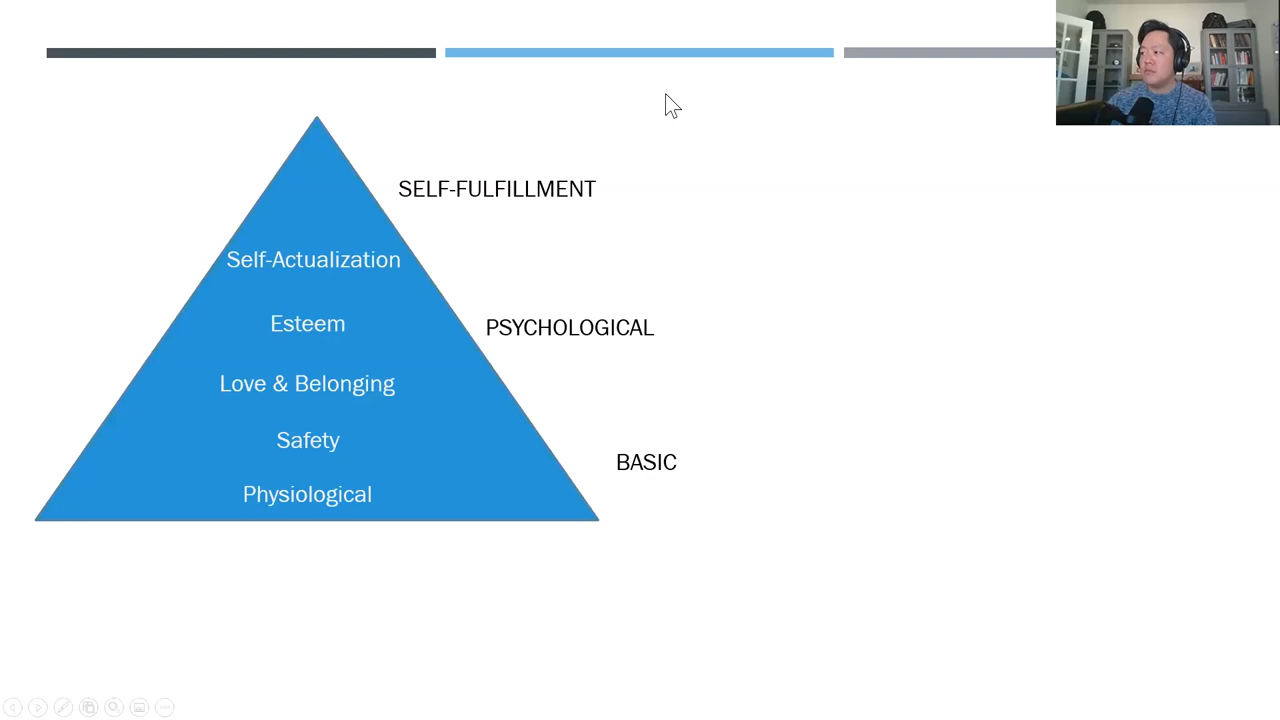 SELF-FULFILLMENT
Self-Actualization
Esteem
PSYCHOLOGICAL
Love & Belonging
Safety
BASIC
Physiological